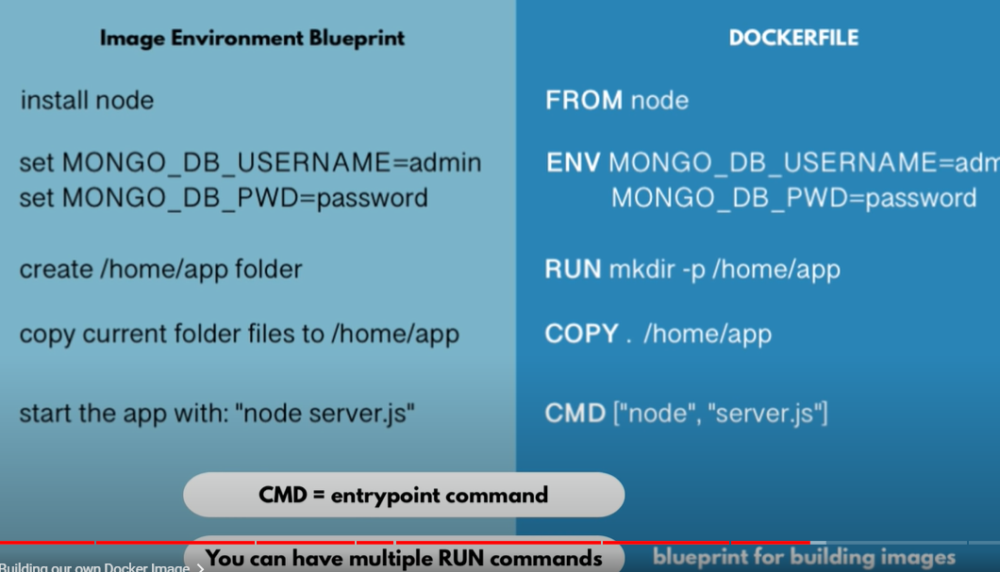 Image Environment Blueprint
install node
set MONGO_DB_USERNAME=admin
set MONGO_DB_PWD=password
create /home/app folder
copy current folder files to /home/app
start the app with: "node server.js"
DOCKERFILE
FROM node
ENV MONGO_DB_USERNAME=adm
MONGO_DB_PWD=password
RUN mkdir -p /home/app
COPY . /home/app
CMD ["node", "server.js"]
CMD = entrypoint command
You can have multiple RUN commands
blueprint for building images
Building our own Docker Image >